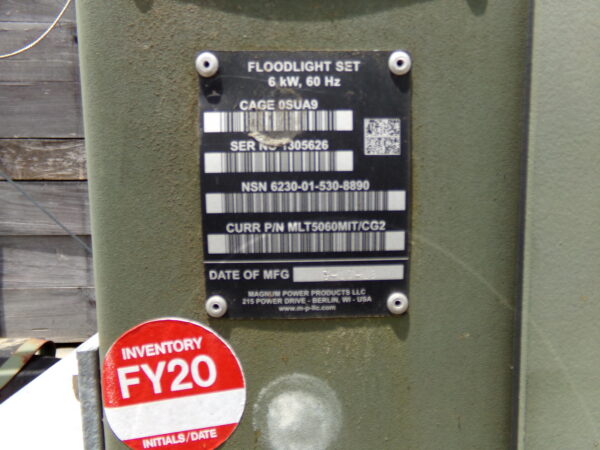 FLOODLIGHT SET
6 kW, 60 Hz
CAGE 0SUA9
SER NO 1305626
NSN 6230-01-530-8890
CURR P/N MLT5060MIT/CG2
DATE OF MFG
MAGNUM POWER PRODUCTS LLC
215 POWER DRIVE - BERLIN, WI - USA
www.m-p-llc.com
INVENTORY
FY20
INITIALS/DATE